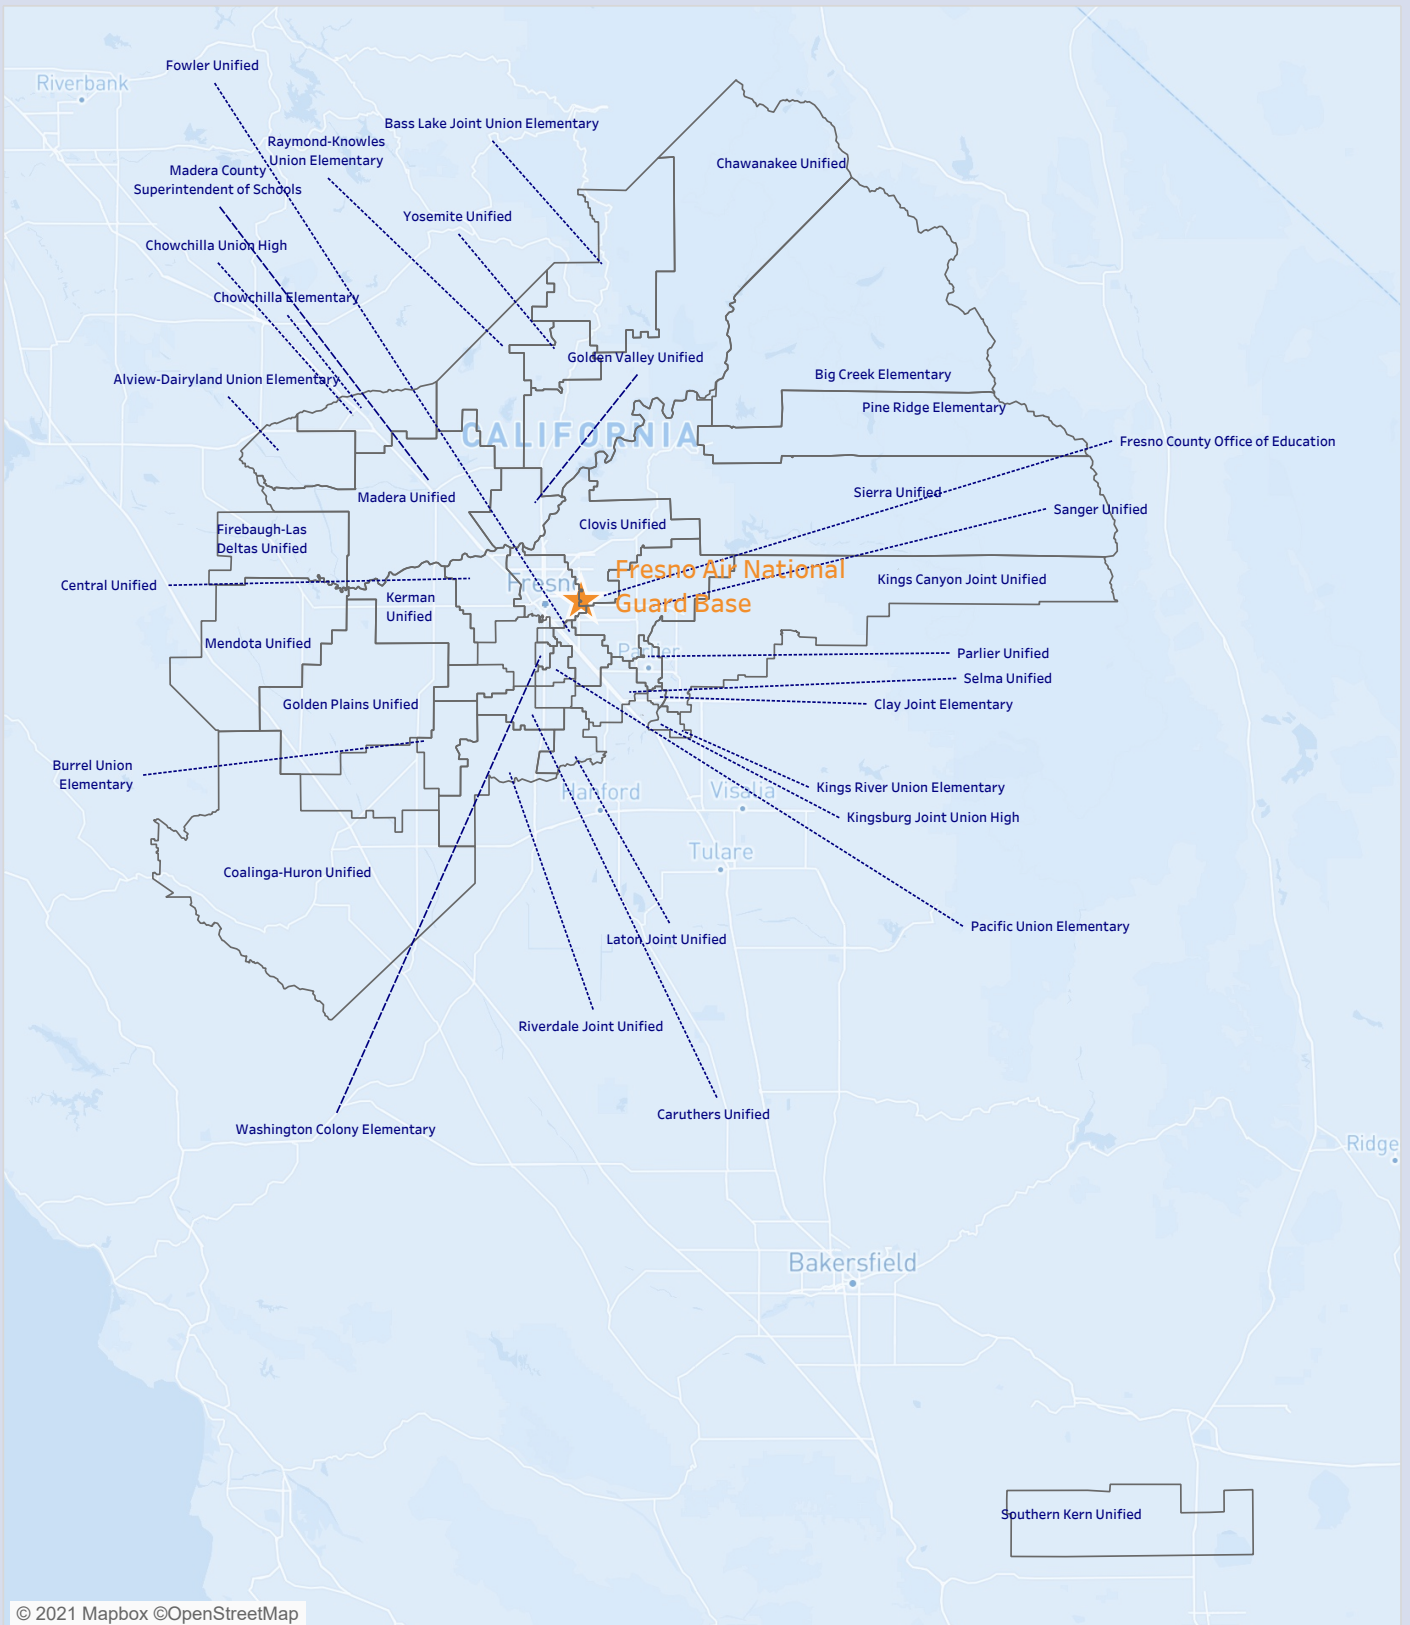 Fowler Unified
Riverbank
Bass Lake Joint Union Elementary
Raymond-Knowles
Union Elementary
Chawanakee Unified
Madera County
Superintendent of Schools
Yosemite Unified
Chowchilla Union High
Chowchilla Elementary
Golden Valley Unified
Big Creek Elementary
Alview-Dairyland Union Elementary
Pine Ridge Elementary
CALIFORNIA
Fresno County Office of Education
Madera Unified
Sierra Unified
Sanger Unified
Clovis Unified
Firebaugh-Las
Deltas Unified
Fresno Air National
Guard Base
Central Unified
Fresno
Kings Canyon Joint Unified
Kerman
Unified
Mendota Unified
Parlier
Parlier Unified
Selma Unified
Golden Plains Unified
Clay Joint Elementary
Burrel Union
Elementary
Hanford
Visalia
Kings River Union Elementary
Kingsburg Joint Union High
Tulare
Coalinga-Huron Unified
Pacific Union Elementary
Laton Joint Unified
Riverdale Joint Unified
Caruthers Unified
Washington Colony Elementary
Ridge
Bakersfield
Southern Kern Unified
© 2021 Mapbox ©OpenStreetMap